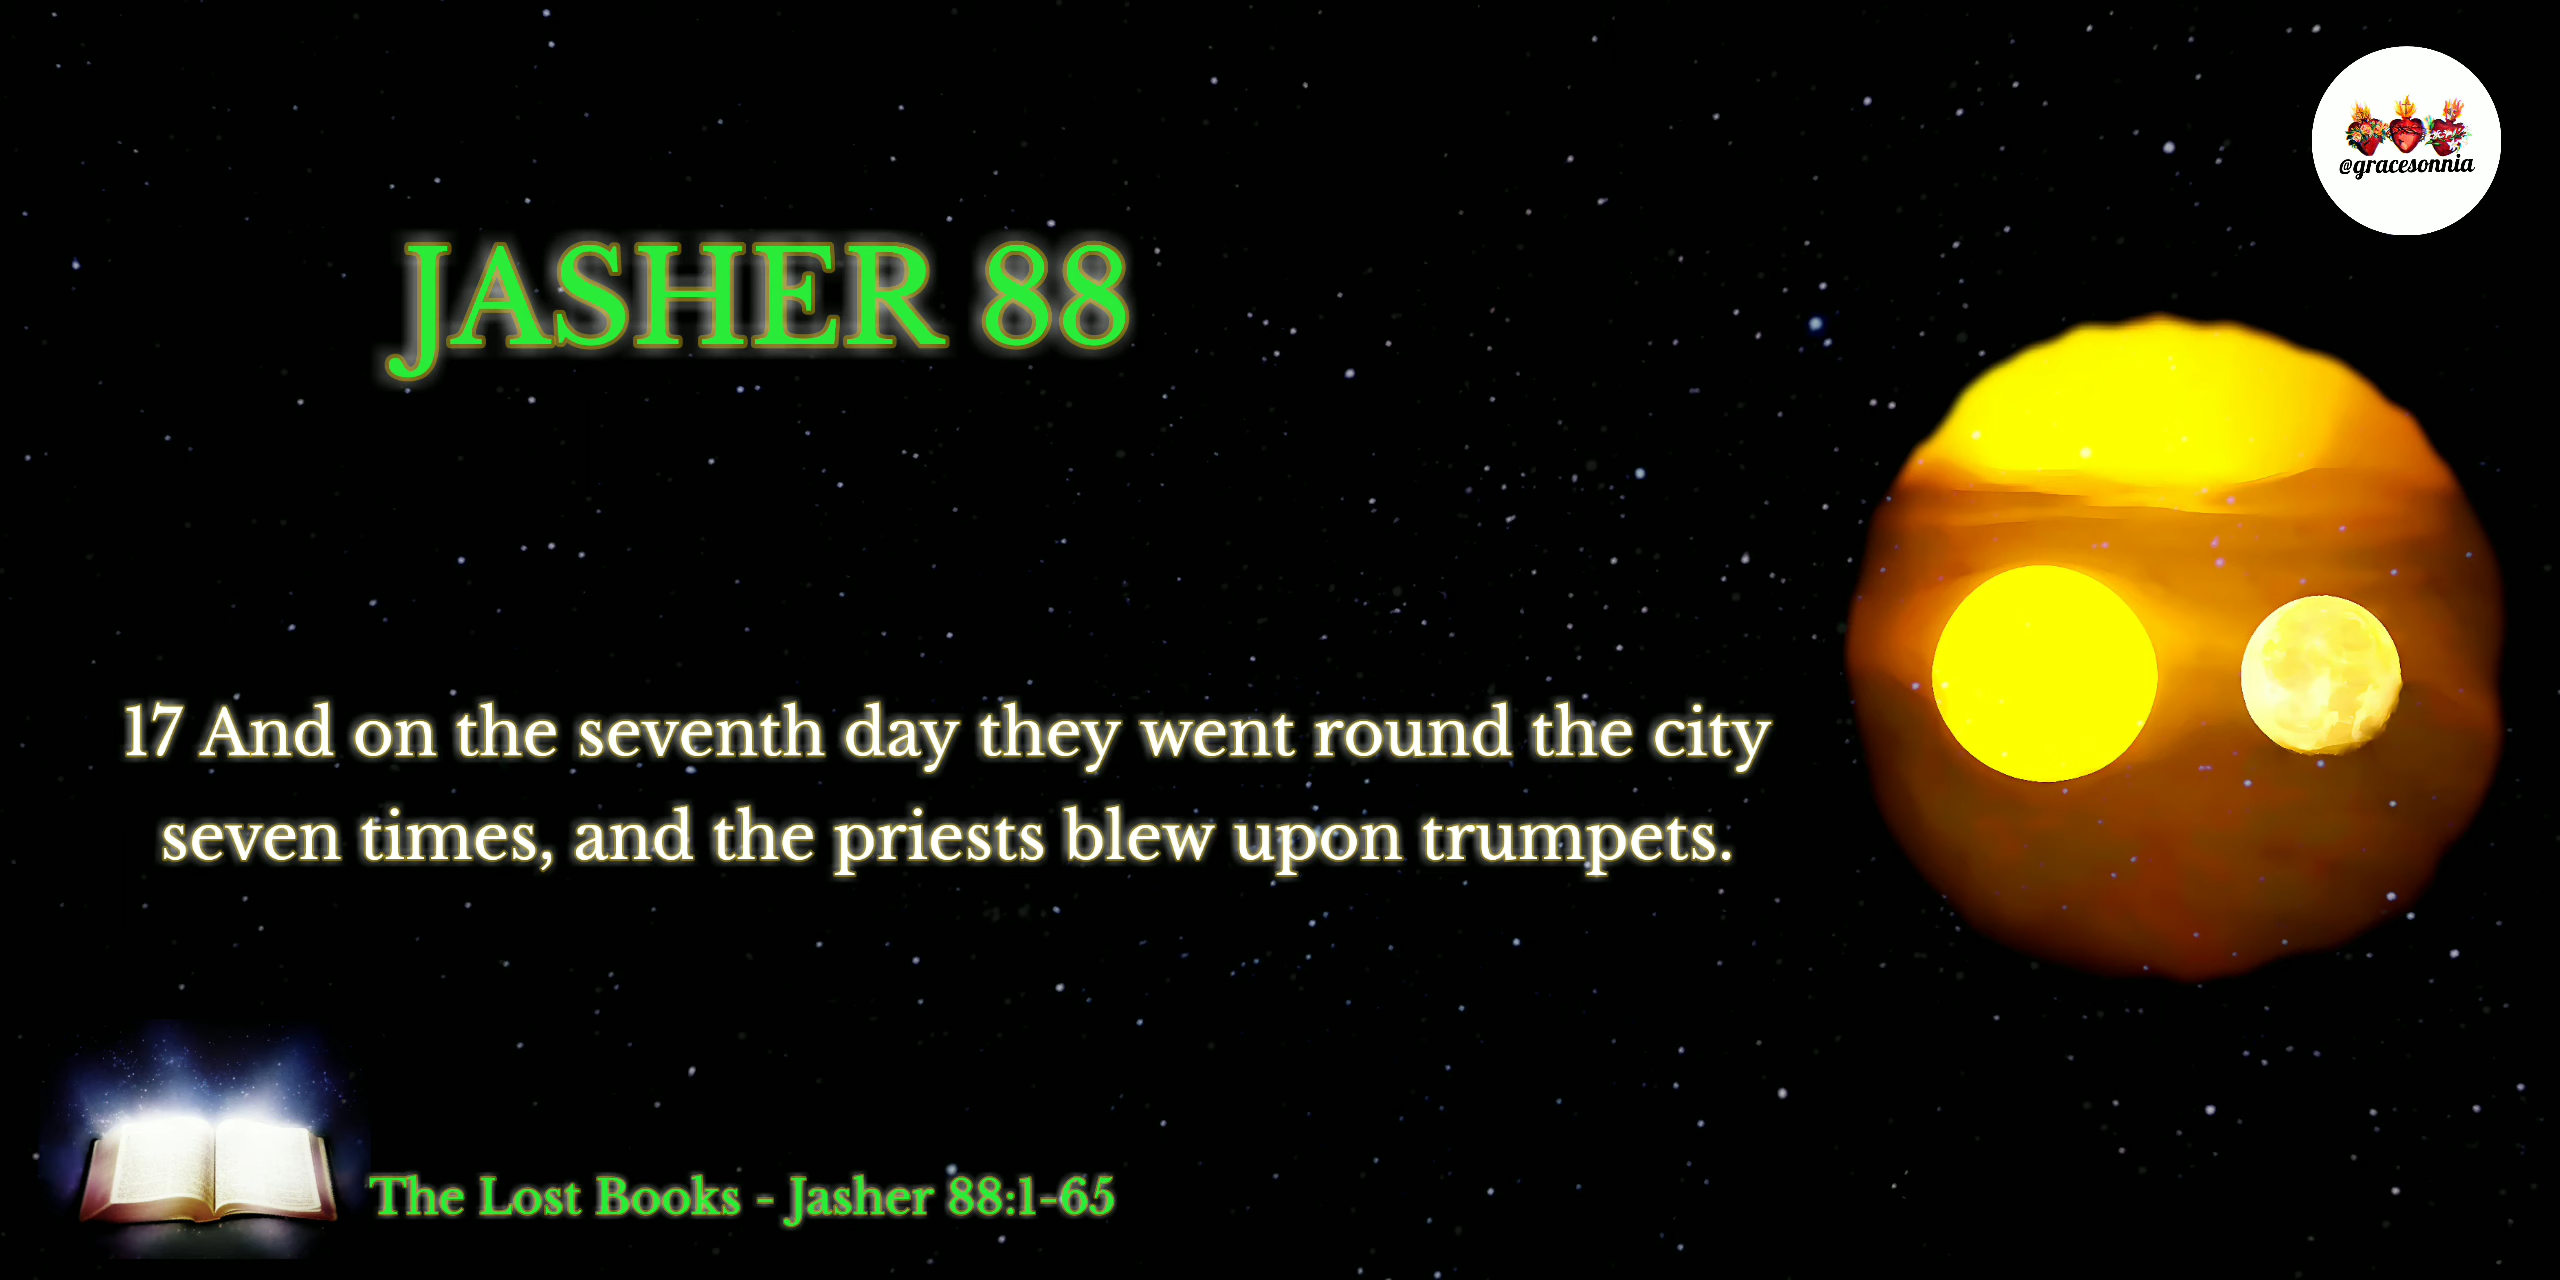 @gracesonnia
JASHER 88
17 And on the seventh day they went round the city
seven times, and the priests blew upon trumpets.
The Lost Books - Jasher 88:1-65